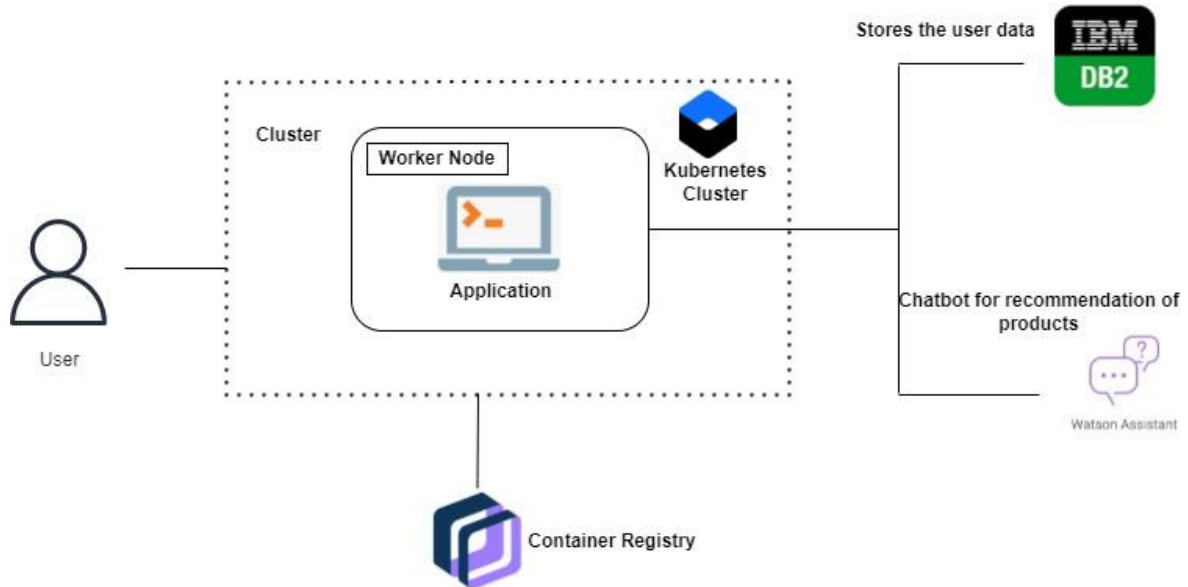 Stores the user data
IBM
DB2
Cluster
Worker Node
Kubernetes
Cluster
Application
User
Chatbot for recommendation of
products
?
Watson Assistant
Container Registry